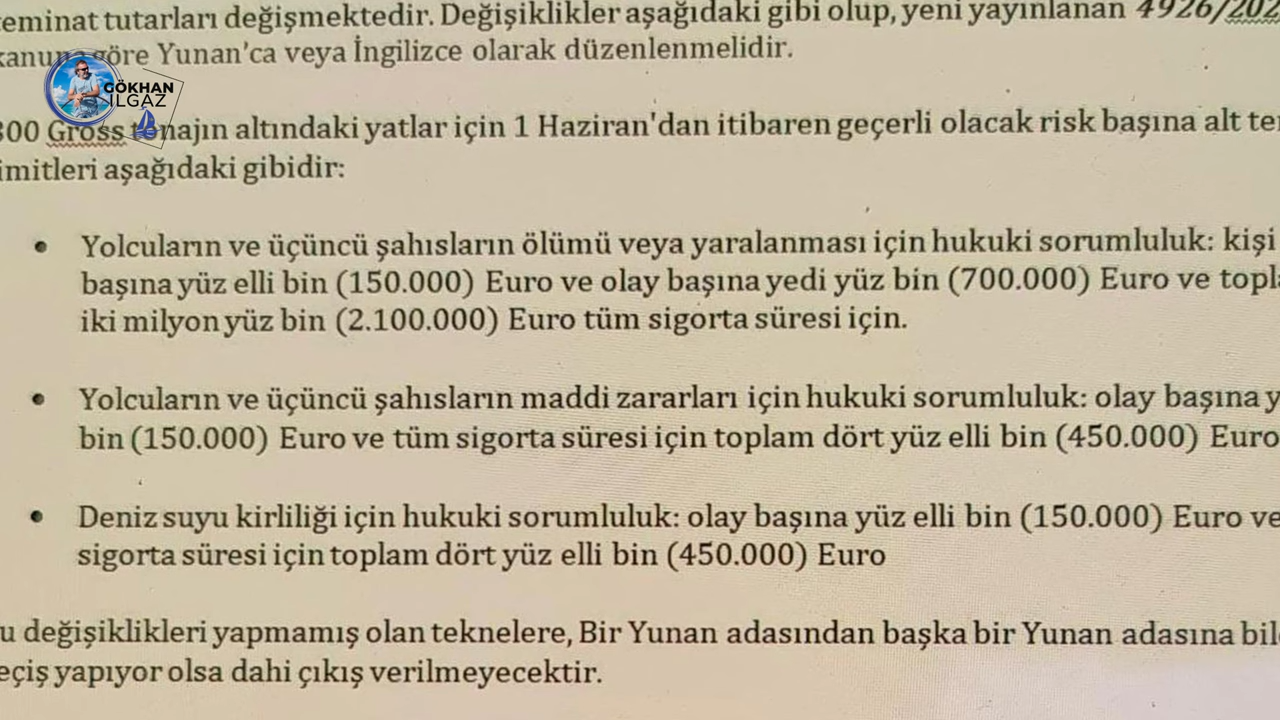 teminat tutarları değişmektedir. Değişiklikler aşağıdaki gibi olup, yeni yayınlanan 4926/202
kanuna göre Yunan'ca veya İngilizce olarak düzenlenmelidir.
GÖKHAN
ILGAZ
300 Gross tonajın altındaki yatlar için 1 Haziran'dan itibaren geçerli olacak risk başına alt te
imitleri aşağıdaki gibidir:
• Yolcuların ve üçüncü şahısların ölümü veya yaralanması için hukuki sorumluluk: kişi
başına yüz elli bin (150.000) Euro ve olay başına yedi yüz bin (700.000) Euro ve topl
iki milyon yüz bin (2.100.000) Euro tüm sigorta süresi için.
• Yolcuların ve üçüncü şahısların maddi zararları için hukuki sorumluluk: olay başına y
bin (150.000) Euro ve tüm sigorta süresi için toplam dört yüz elli bin (450.000) Euro
• Deniz suyu kirliliği için hukuki sorumluluk: olay başına yüz elli bin (150.000) Euro ve
sigorta süresi için toplam dört yüz elli bin (450.000) Euro
u değişiklikleri yapmamış olan teknelere, Bir Yunan adasından başka bir Yunan adasına bil
eçiş yapıyor olsa dahi çıkış verilmeyecektir.